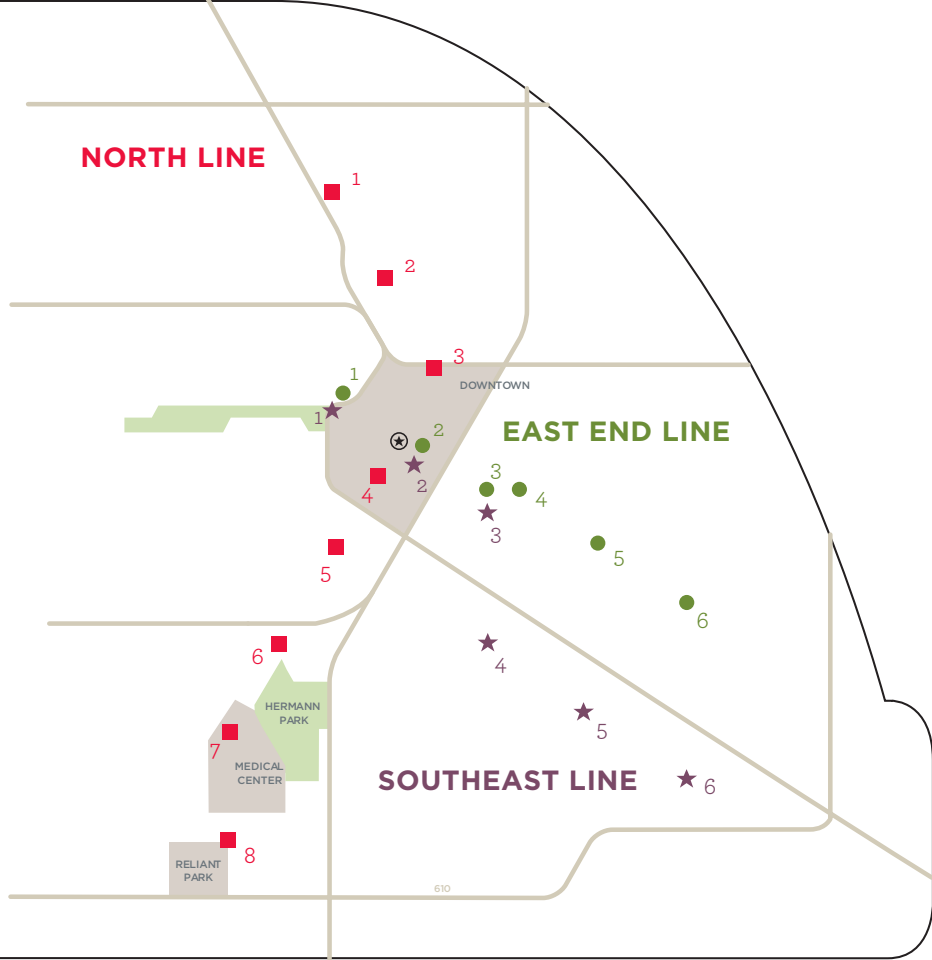 NORTH LINE
1
2
3
1
DOWNTOWN
1
2
EAST END LINE
2
3
4
4
3
5
5
6
6
4
HERMANN
PARK
5
7
MEDICAL
CENTER
SOUTHEAST LINE
6
8
RELIANT
PARK
610